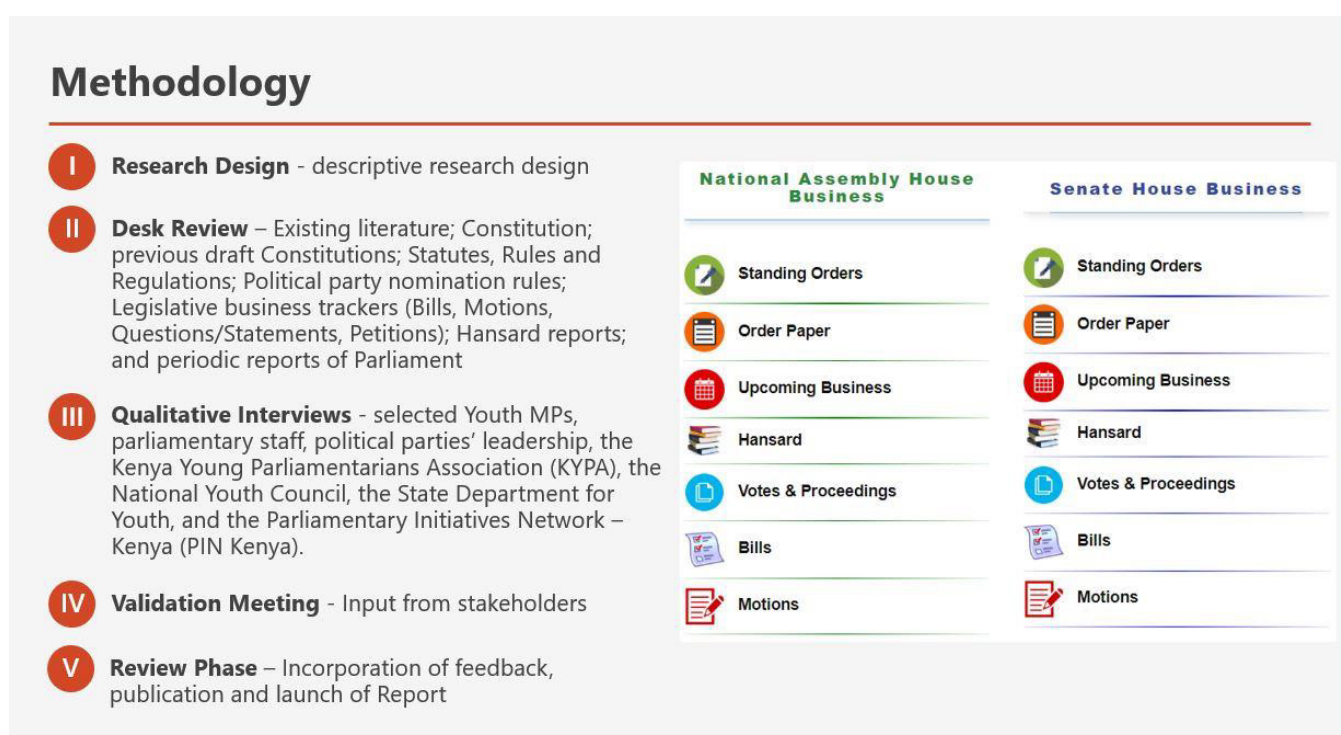 Methodology
I
Research Design - descriptive research design
II
Desk Review – Existing literature; Constitution;
previous draft Constitutions; Statutes, Rules and
Regulations; Political party nomination rules;
Legislative business trackers (Bills, Motions,
Questions/Statements, Petitions); Hansard reports;
and periodic reports of Parliament
III
Qualitative Interviews - selected Youth MPs,
parliamentary staff, political parties’ leadership, the
Kenya Young Parliamentarians Association (KYPA), the
National Youth Council, the State Department for
Youth, and the Parliamentary Initiatives Network –
Kenya (PIN Kenya).
IV
Validation Meeting - Input from stakeholders
V
Review Phase – Incorporation of feedback,
publication and launch of Report
National Assembly House
Business
Standing Orders
Order Paper
Upcoming Business
Hansard
Votes & Proceedings
Bills
Motions
Senate House Business
Standing Orders
Order Paper
Upcoming Business
Hansard
Votes & Proceedings
Bills
Motions